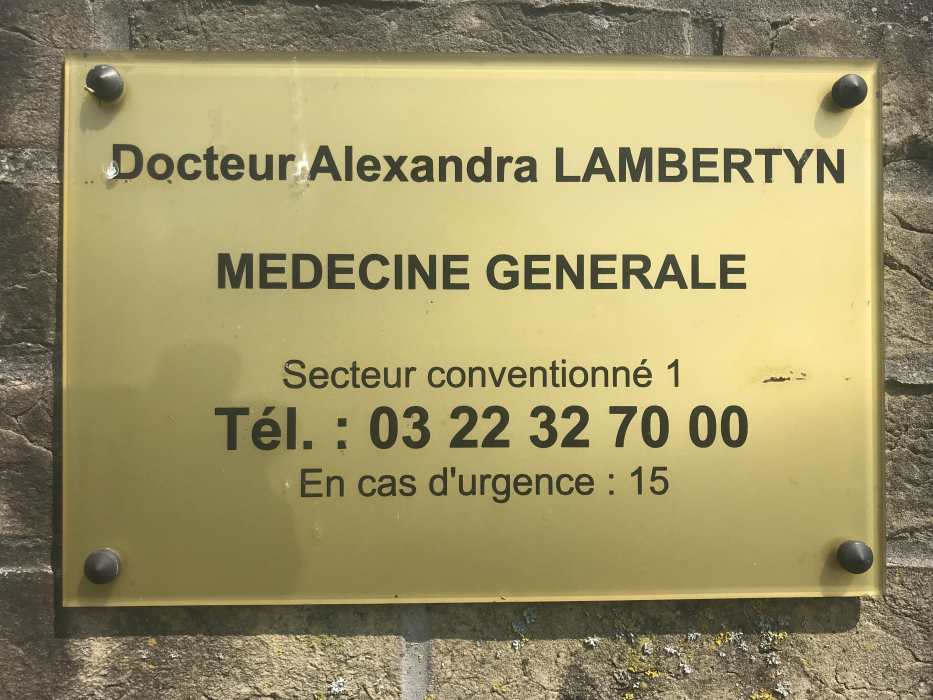 Docteur Alexandra LAMBERTYN
MEDECINE GENERALE
Secteur conventionné 1
Tél. : 03 22 32 70 00
En cas d'urgence : 15